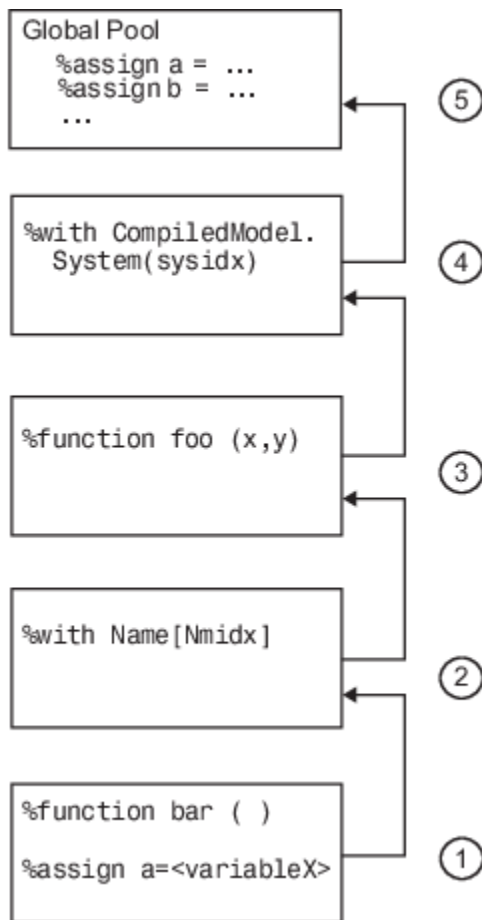 Global Pool
%assign a = ...
%assign b = ...
...
5
%with CompiledModel.
System(sysidx)
4
%function foo (x,y)
3
%with Name[Nmidx]
2
%function bar ( )
%assign a=<variableX>
1